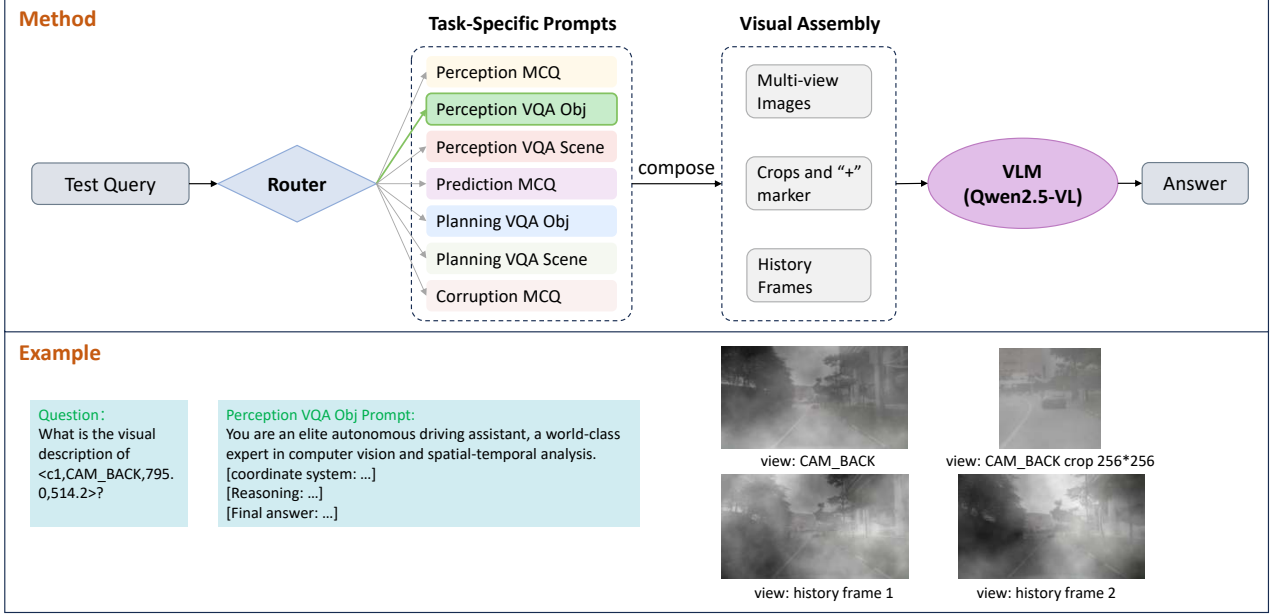 Method
Task-Specific Prompts
Visual Assembly
Test Query
Router
Perception MCQ
Perception VQA Obj
Perception VQA Scene
Prediction MCQ
Planning VQA Obj
Planning VQA Scene
Corruption MCQ
compose
Multi-view
Images
Crops and “+”
marker
History
Frames
VLM
(Qwen2.5-VL)
Answer
Example
Question:
What is the visual
description of
<c1,CAM_BACK,795.
0,514.2>?
Perception VQA Obj Prompt:
You are an elite autonomous driving assistant, a world-class
expert in computer vision and spatial-temporal analysis.
[coordinate system: …]
[Reasoning: …]
[Final answer: …]
view: CAM_BACK
view: CAM_BACK crop 256*256
view: history frame 1
view: history frame 2